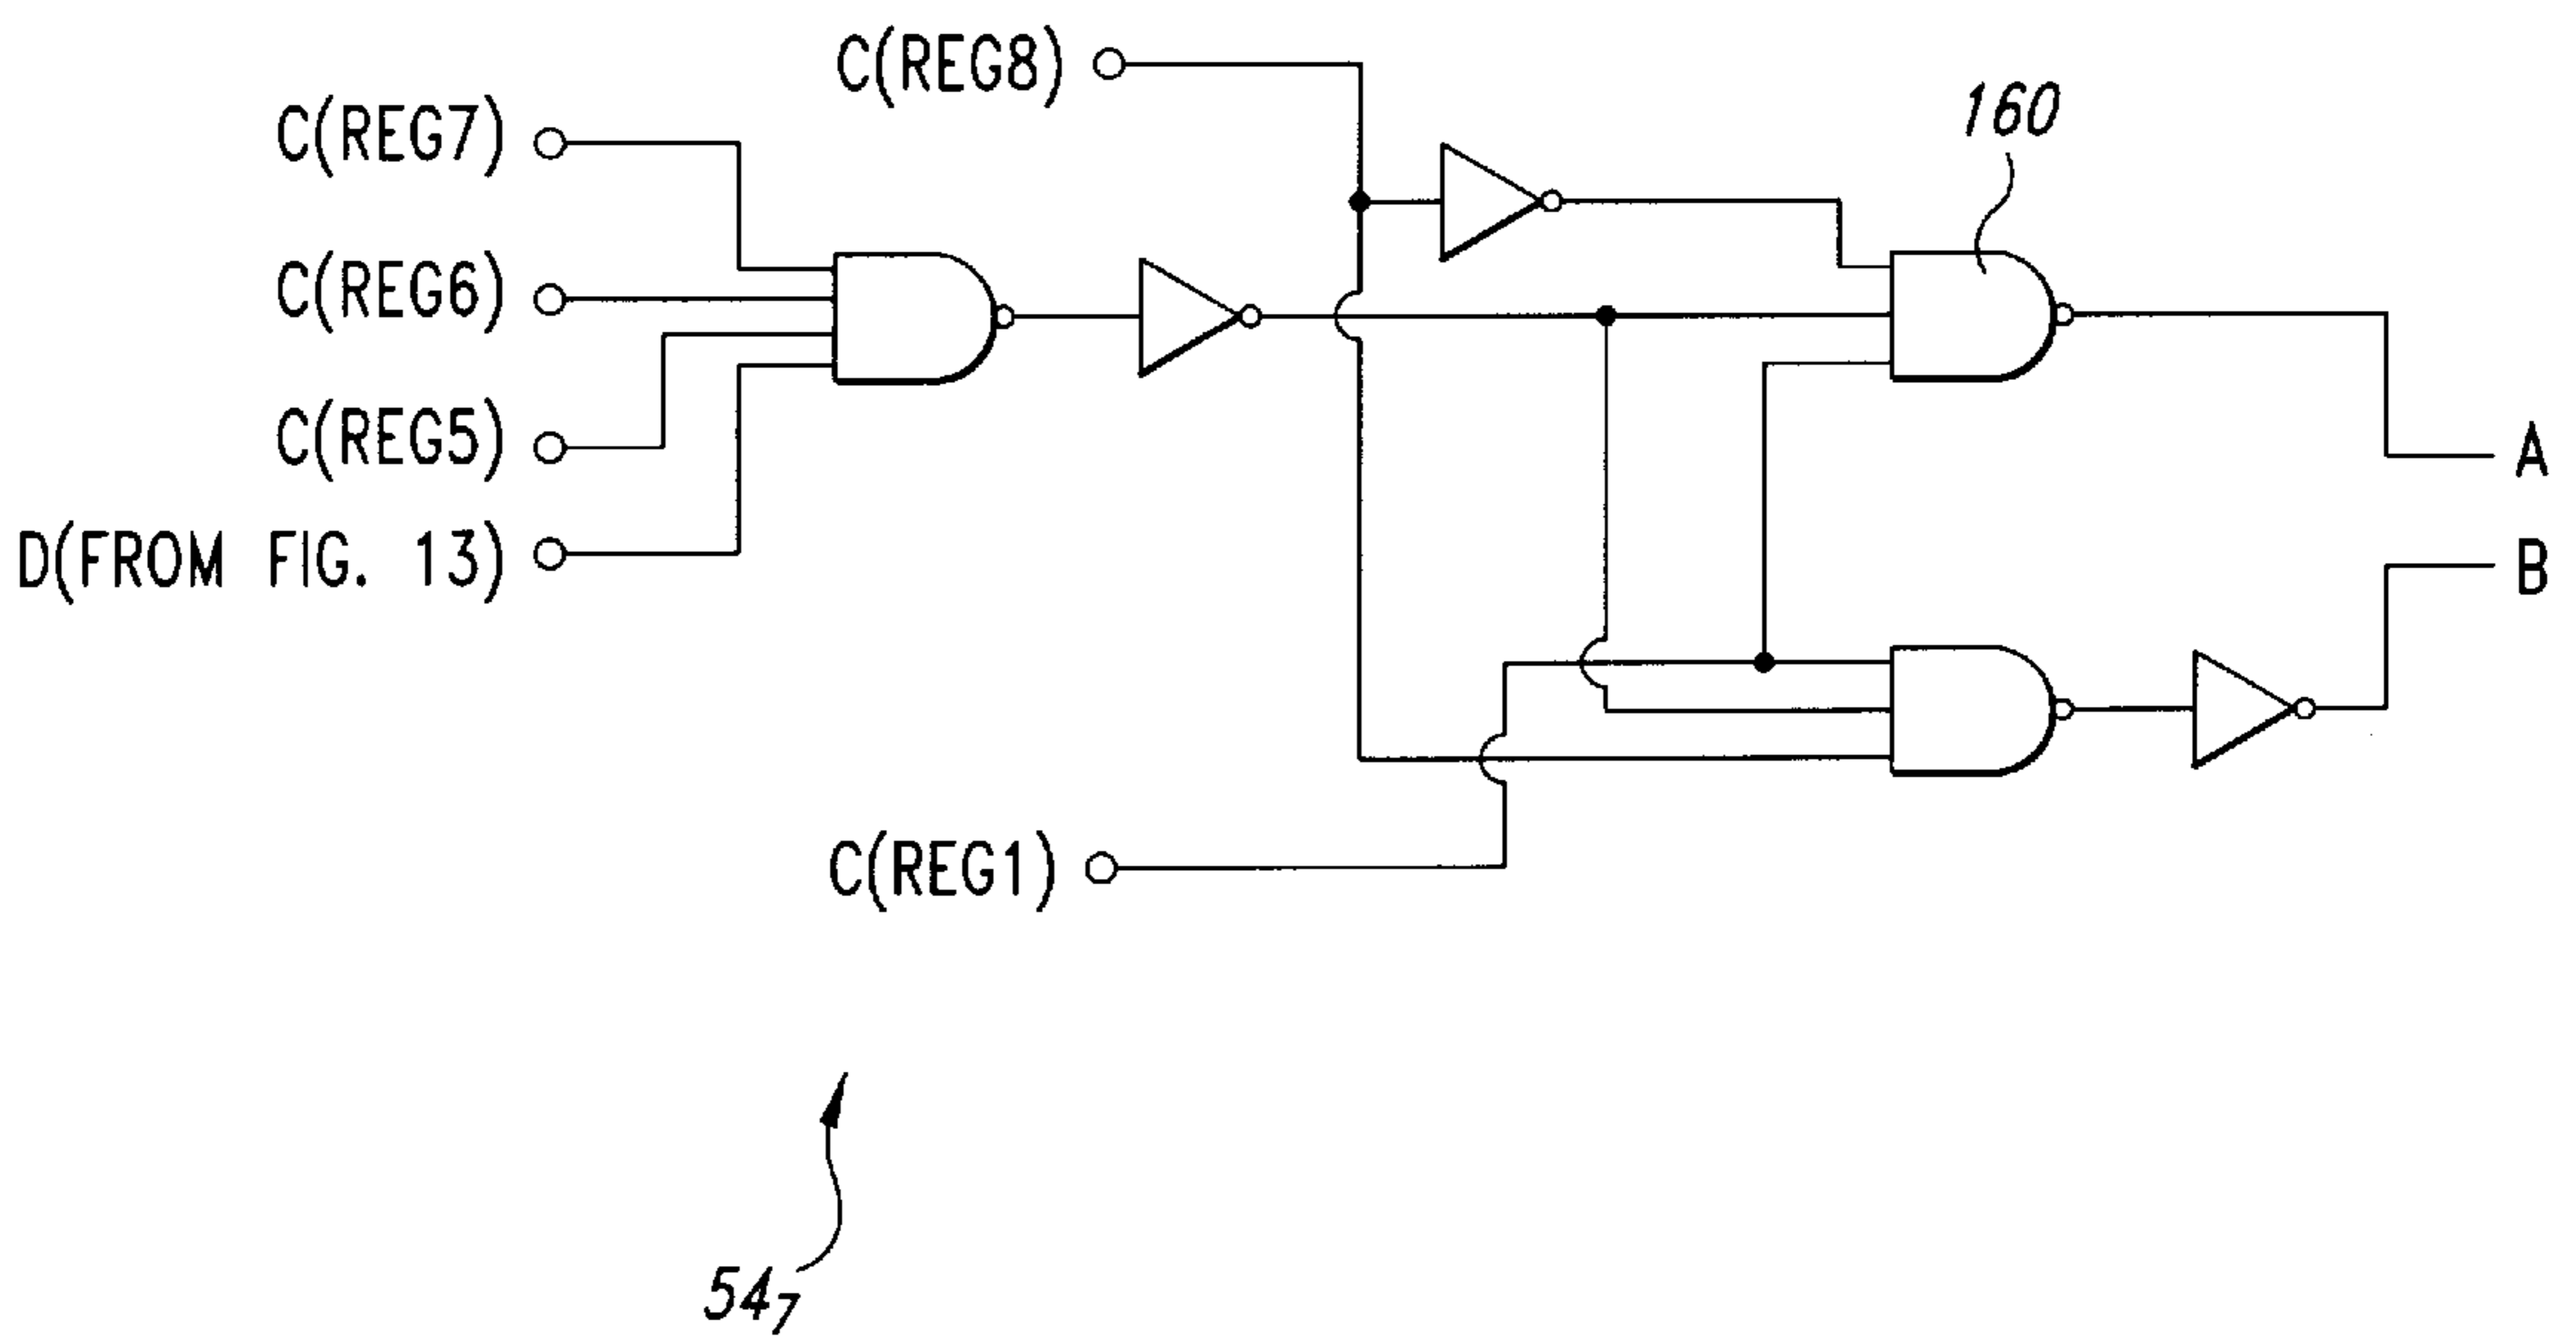 C(REG8)
160
C(REG7)
C(REG6)
C(REG5)
A
D(FROM FIG. 13)
B
C(REG1)
54₇